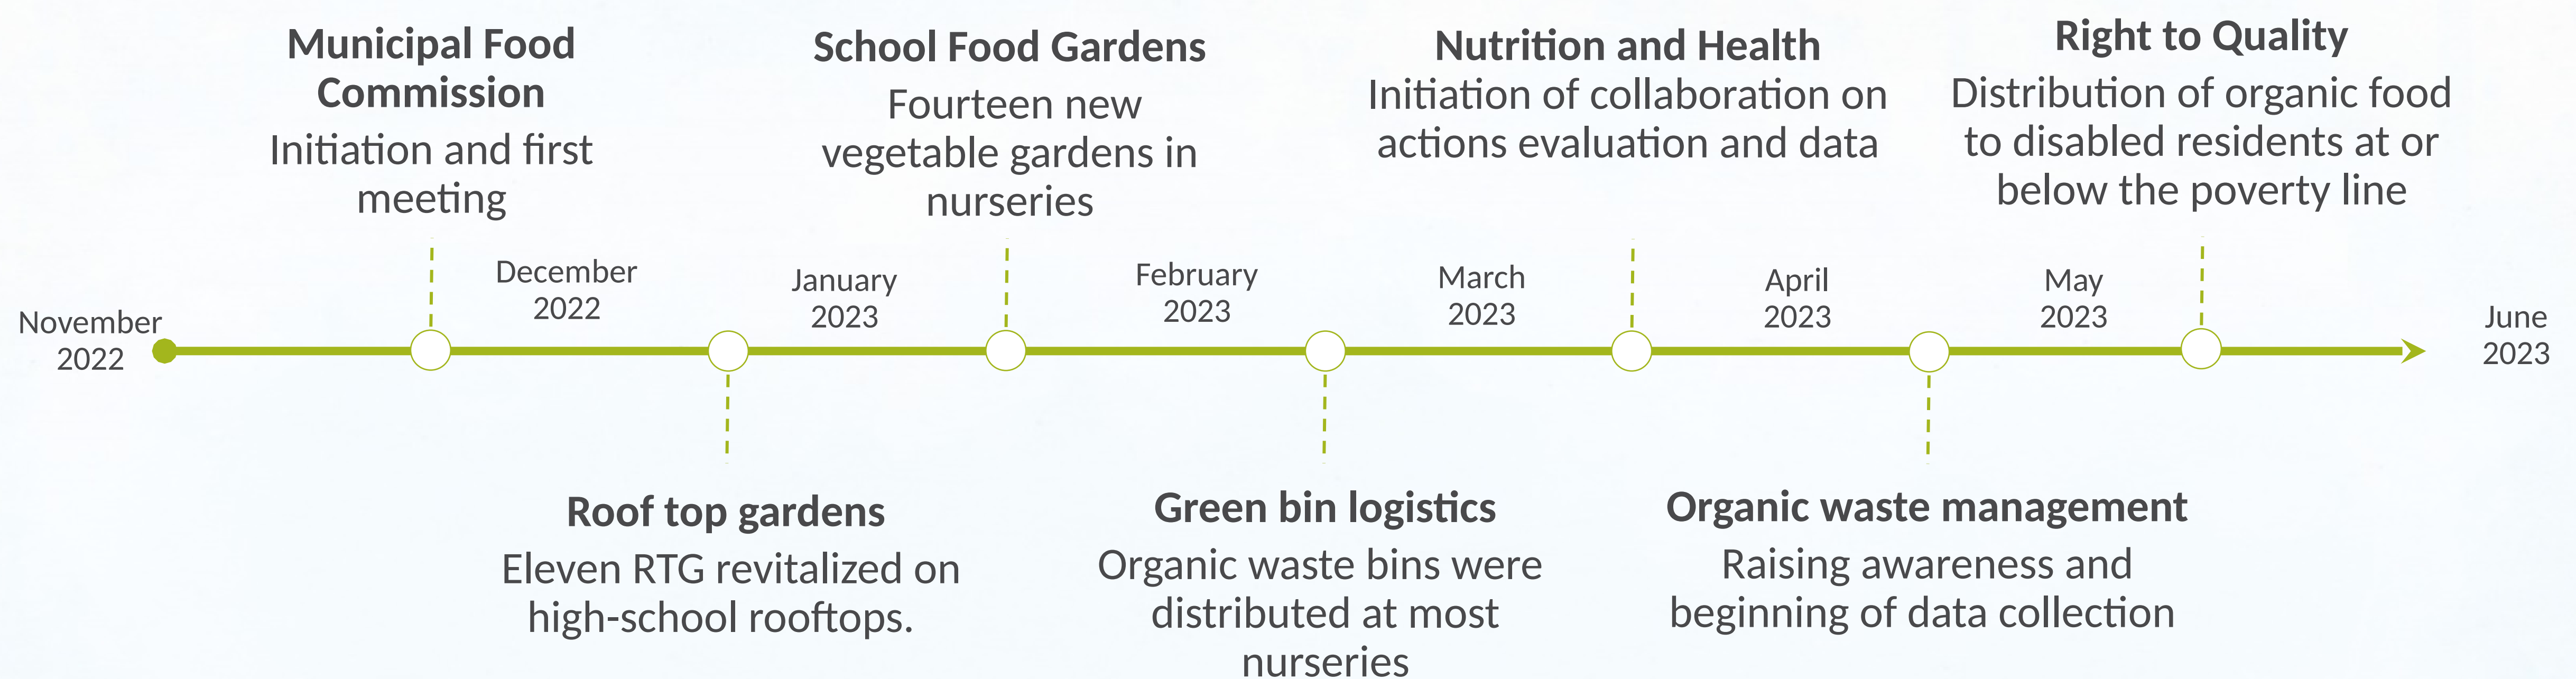 Municipal Food
Commission
Initiation and first
meeting
School Food Gardens
Fourteen new
vegetable gardens in
nurseries
Nutrition and Health
Initiation of collaboration on
actions evaluation and data
Right to Quality
Distribution of organic food
to disabled residents at or
below the poverty line
November
2022
December
2022
January
2023
February
2023
March
2023
April
2023
May
2023
June
2023
Roof top gardens
Eleven RTG revitalized on
high-school rooftops.
Green bin logistics
Organic waste bins were
distributed at most
nurseries
Organic waste management
Raising awareness and
beginning of data collection